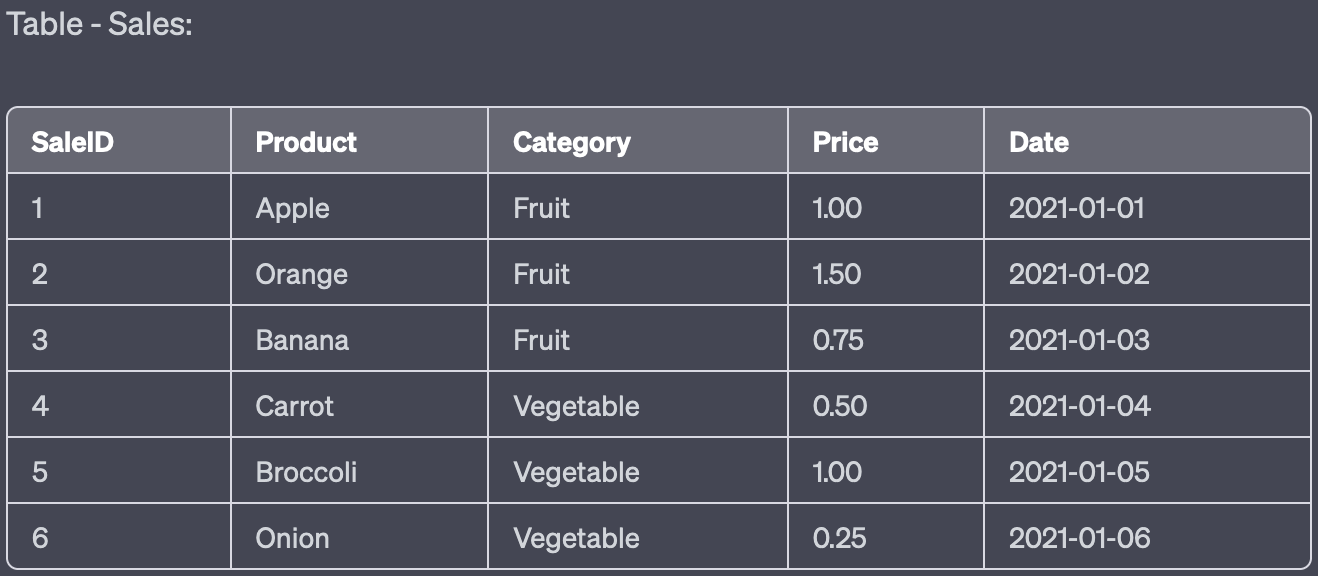 Table - Sales:
SaleID Product Category Price Date
1 Apple Fruit 1.00 2021-01-01
2 Orange Fruit 1.50 2021-01-02
3 Banana Fruit 0.75 2021-01-03
4 Carrot Vegetable 0.50 2021-01-04
5 Broccoli Vegetable 1.00 2021-01-05
6 Onion Vegetable 0.25 2021-01-06